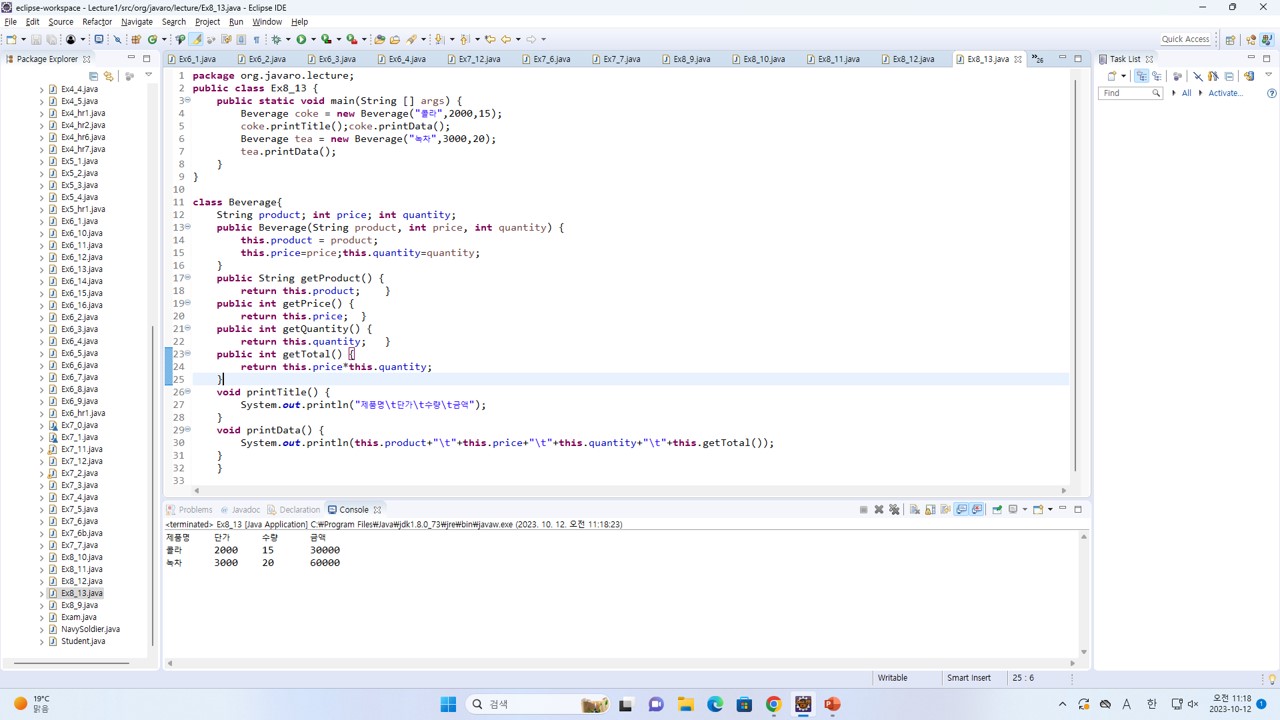 eclipse-workspace - Lecture1/src/org/javaro/lecture/Ex8_13.java - Eclipse IDE
File Edit Source Refactor Navigate Search Project Run Window Help
Quick Access
Package Explorer
Ex6_1.java Ex6_2.java Ex6_3.java Ex6_4.java Ex7_12.java Ex7_6.java Ex7_7.java Ex8_9.java Ex8_10.java Ex8_11.java Ex8_12.java Ex8_13.java »26
Task List
Find All Activate...
Ex4_4.java
Ex4_5.java
Ex4_hr1.java
Ex4_hr2.java
Ex4_hr6.java
Ex4_hr7.java
Ex5_1.java
Ex5_2.java
Ex5_3.java
Ex5_4.java
Ex5_hr1.java
Ex6_1.java
Ex6_10.java
Ex6_11.java
Ex6_12.java
Ex6_13.java
Ex6_14.java
Ex6_15.java
Ex6_16.java
Ex6_2.java
Ex6_3.java
Ex6_4.java
Ex6_5.java
Ex6_6.java
Ex6_7.java
Ex6_8.java
Ex6_9.java
Ex6_hr1.java
Ex7_0.java
Ex7_1.java
Ex7_11.java
Ex7_12.java
Ex7_2.java
Ex7_3.java
Ex7_4.java
Ex7_5.java
Ex7_6.java
Ex7_6b.java
Ex7_7.java
Ex8_10.java
Ex8_11.java
Ex8_12.java
Ex8_13.java
Ex8_9.java
Exam.java
NavySoldier.java
Student.java
1 package org.javaro.lecture;
2 public class Ex8_13 {
3 public static void main(String [] args) {
4 Beverage coke = new Beverage("콜라",2000,15);
5 coke.printTitle();coke.printData();
6 Beverage tea = new Beverage("녹차",3000,20);
7 tea.printData();
8 }
9 }
10
11 class Beverage{
12 String product; int price; int quantity;
13 public Beverage(String product, int price, int quantity) {
14 this.product = product;
15 this.price=price;this.quantity=quantity;
16 }
17 public String getProduct() {
18 return this.product; }
19 public int getPrice() {
20 return this.price; }
21 public int getQuantity() {
22 return this.quantity; }
23 public int getTotal() {
24 return this.price*this.quantity;
25 }
26 void printTitle() {
27 System.out.println("제품명\t단가\t수량\t금액");
28 }
29 void printData() {
30 System.out.println(this.product+"\t"+this.price+"\t"+this.quantity+"\t"+this.getTotal());
31 }
32 }
33
Problems Javadoc Declaration Console
<terminated> Ex8_13 [Java Application] C:₩Program Files₩Java₩jdk1.8.0_73₩jre₩bin₩javaw.exe (2023. 10. 12. 오전 11:18:23)
제품명 단가 수량 금액
콜라 2000 15 30000
녹차 3000 20 60000
Writable Smart Insert 25 : 6
19°C
맑음
검색
A 한
오전 11:18
2023-10-12